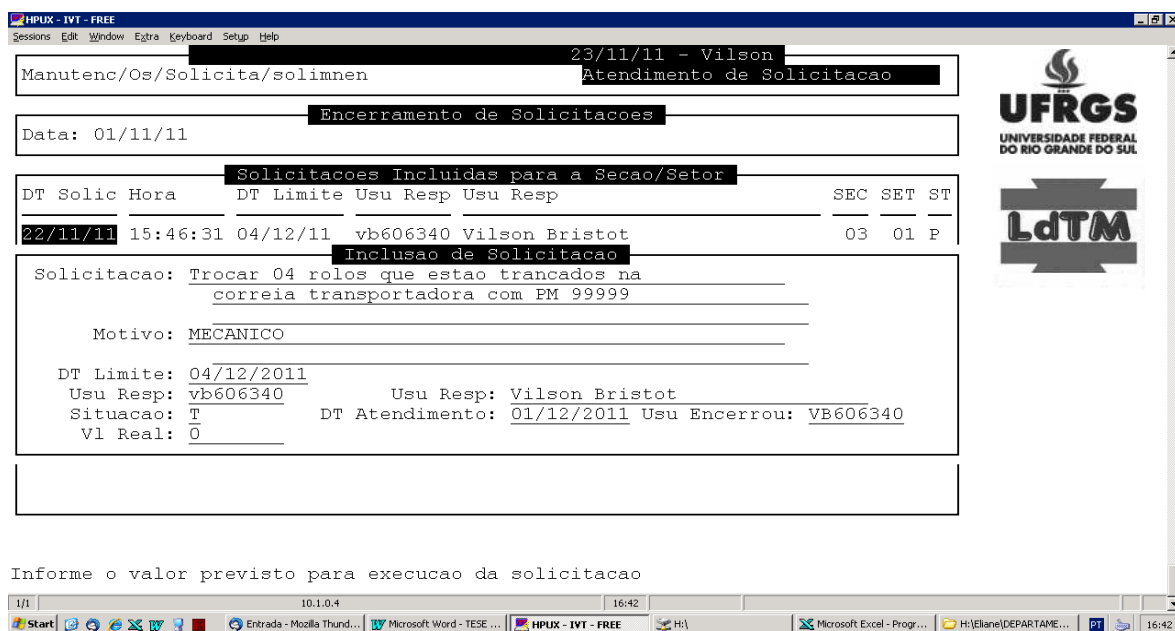 HPUX - IVT - FREE
Sessions Edit Window Extra Keyboard Setup Help
23/11/11 - Vilson
Manutenc/Os/Solicita/solimnen Atendimento de Solicitacao
Encerramento de Solicitacoes
Data: 01/11/11
Solicitacoes Incluidas para a Secao/Setor
DT Solic Hora DT Limite Usu Resp Usu Resp SEC SET ST
22/11/11 15:46:31 04/12/11 vb606340 Vilson Bristot 03 01 P
Inclusao de Solicitacao
Solicitacao: Trocar 04 rolos que estao trancados na
correia transportadora com PM 99999
Motivo: MECANICO
DT Limite: 04/12/2011
Usu Resp: vb606340 Usu Resp: Vilson Bristot
Situacao: T DT Atendimento: 01/12/2011 Usu Encerrou: VB606340
Vl Real: 0
Informe o valor previsto para execucao da solicitacao
UFRGS
UNIVERSIDADE FEDERAL
DO RIO GRANDE DO SUL
LdTM
1/1 10.1.0.4 16:42
Start Entrada - Mozilla Thund... Microsoft Word - TESE ... HPUX - IVT - FREE H:\ Microsoft Excel - Progr... H:\Eliane\DEPARTAME... PT 16:42